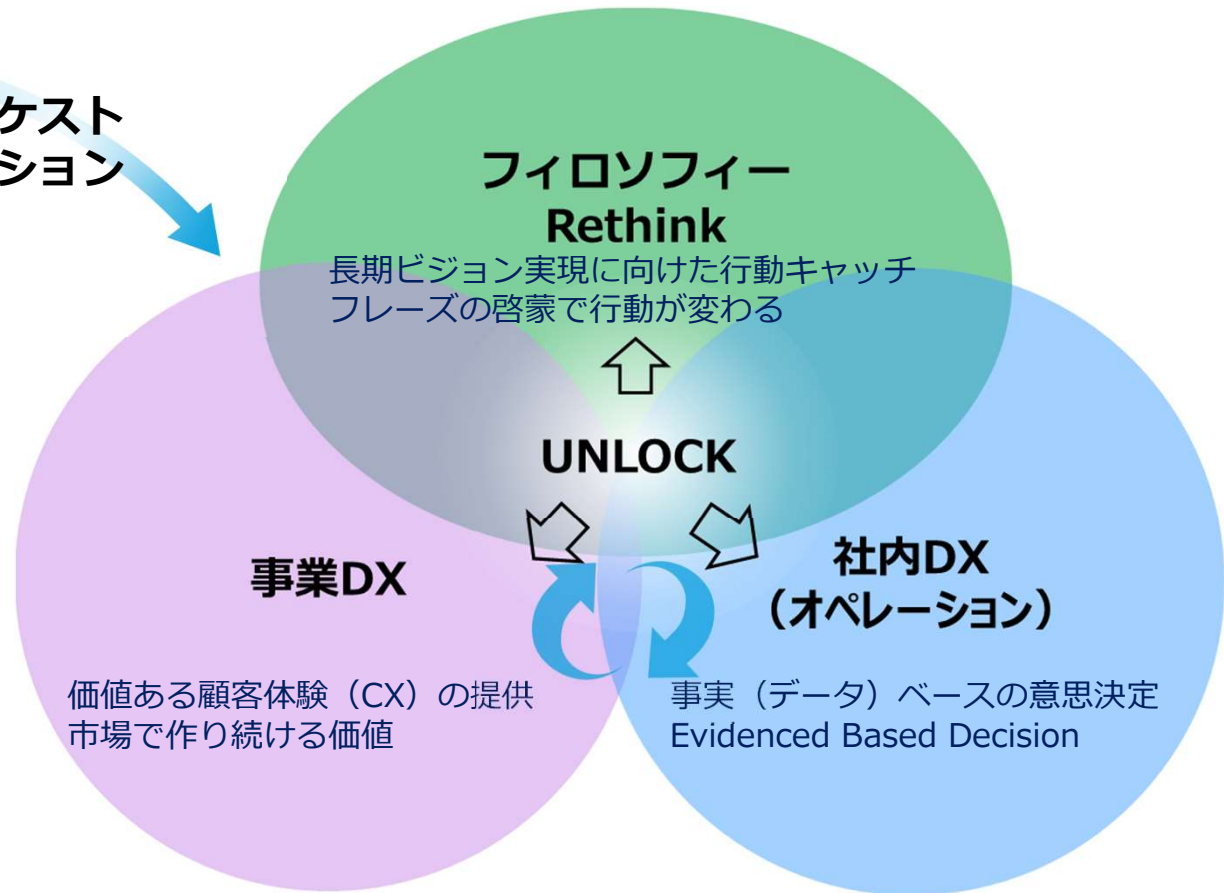 ケスト
ション
フィロソフィー
Rethink
長期ビジョン実現に向けた行動キャッチ
フレーズの啓蒙で行動が変わる
UNLOCK
事業DX
社内DX
（オペレーション）
価値ある顧客体験（CX）の提供
市場で作り続ける価値
事実（データ）ベースの意思決定
Evidenced Based Decision